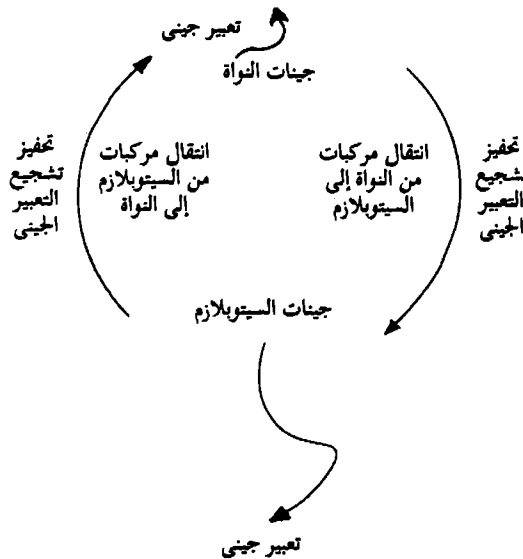 تعبير جينى
جينات النواة
تحفيز
تشجيع
التعبير
الجينى
انتقال مركبات
من النواة إلى
السيتوبلازم
انتقال مركبات
من السيتوبلازم
إلى النواة
تحفيز
تشجيع
التعبير
الجينى
جينات السيتوبلازم
تعبير جينى